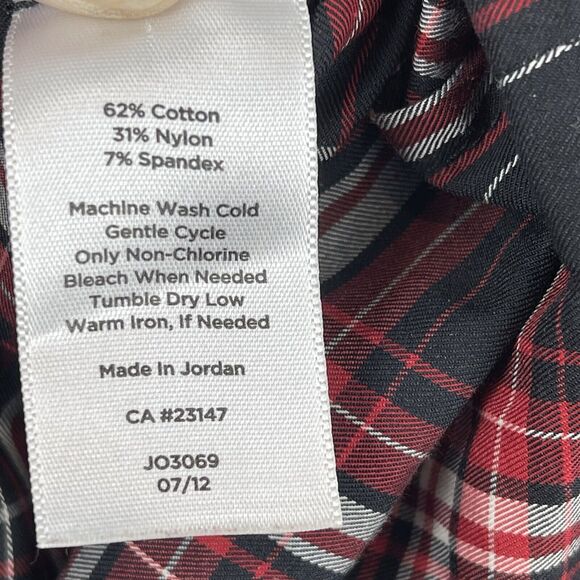 62% Cotton
31% Nylon
7% Spandex
Machine Wash Cold
Gentle Cycle
Only Non-Chlorine
Bleach When Needed
Tumble Dry Low
Warm Iron, If Needed
Made In Jordan
CA #23147
JO3069
07/12